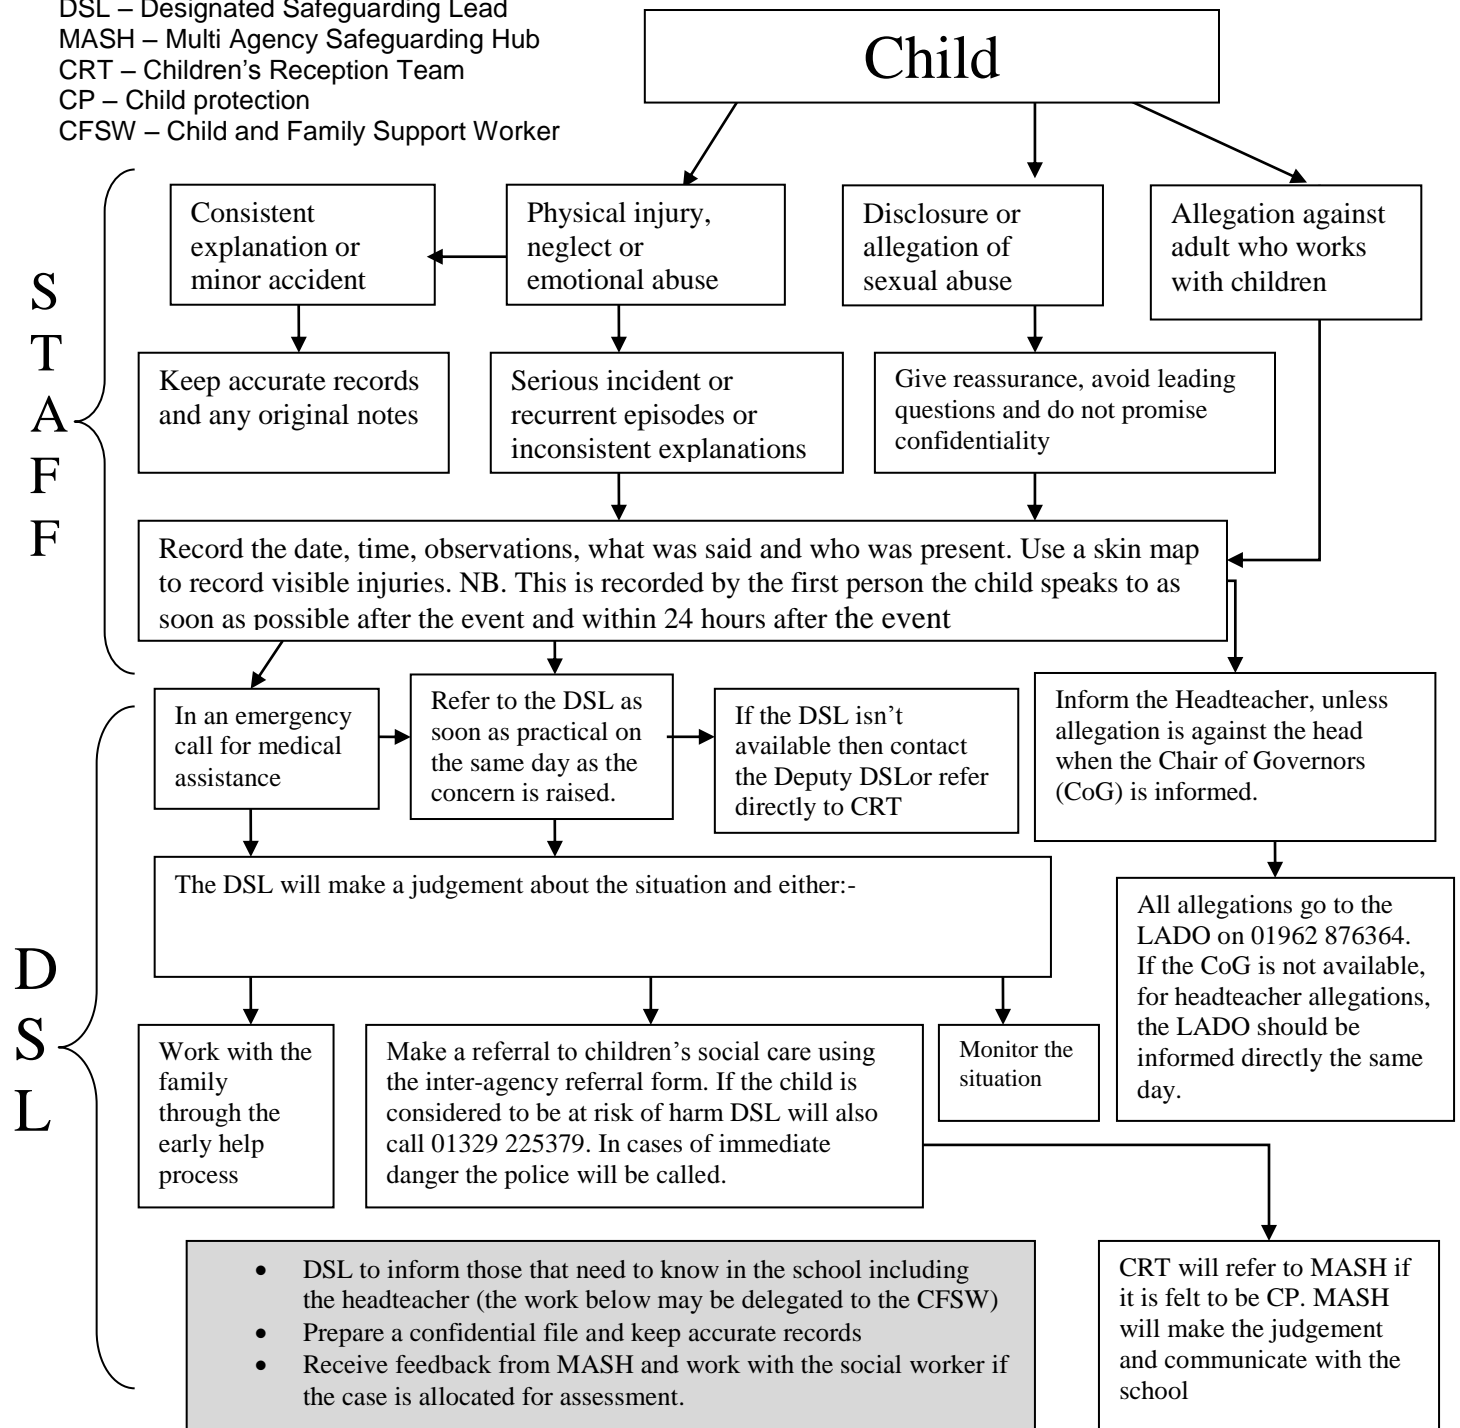 DSL – Designated Safeguarding Lead
MASH – Multi Agency Safeguarding Hub
CRT – Children's Reception Team
CP – Child protection
CFSW – Child and Family Support Worker
Child
S
T
A
F
F
Consistent
explanation or
minor accident
Physical injury,
neglect or
emotional abuse
Disclosure or
allegation of
sexual abuse
Allegation against
adult who works
with children
Keep accurate records
and any original notes
Serious incident or
recurrent episodes or
inconsistent explanations
Give reassurance, avoid leading
questions and do not promise
confidentiality
Record the date, time, observations, what was said and who was present. Use a skin map
to record visible injuries. NB. This is recorded by the first person the child speaks to as
soon as possible after the event and within 24 hours after the event
D
S
L
In an emergency
call for medical
assistance
Refer to the DSL as
soon as practical on
the same day as the
concern is raised.
If the DSL isn't
available then contact
the Deputy DSLor refer
directly to CRT
Inform the Headteacher, unless
allegation is against the head
when the Chair of Governors
(CoG) is informed.
The DSL will make a judgement about the situation and either:-
All allegations go to the
LADO on 01962 876364.
If the CoG is not available,
for headteacher allegations,
the LADO should be
informed directly the same
day.
Work with the
family
through the
early help
process
Make a referral to children's social care using
the inter-agency referral form. If the child is
considered to be at risk of harm DSL will also
call 01329 225379. In cases of immediate
danger the police will be called.
Monitor the
situation
• DSL to inform those that need to know in the school including
the headteacher (the work below may be delegated to the CFSW)
• Prepare a confidential file and keep accurate records
• Receive feedback from MASH and work with the social worker if
the case is allocated for assessment.
CRT will refer to MASH if
it is felt to be CP. MASH
will make the judgement
and communicate with the
school